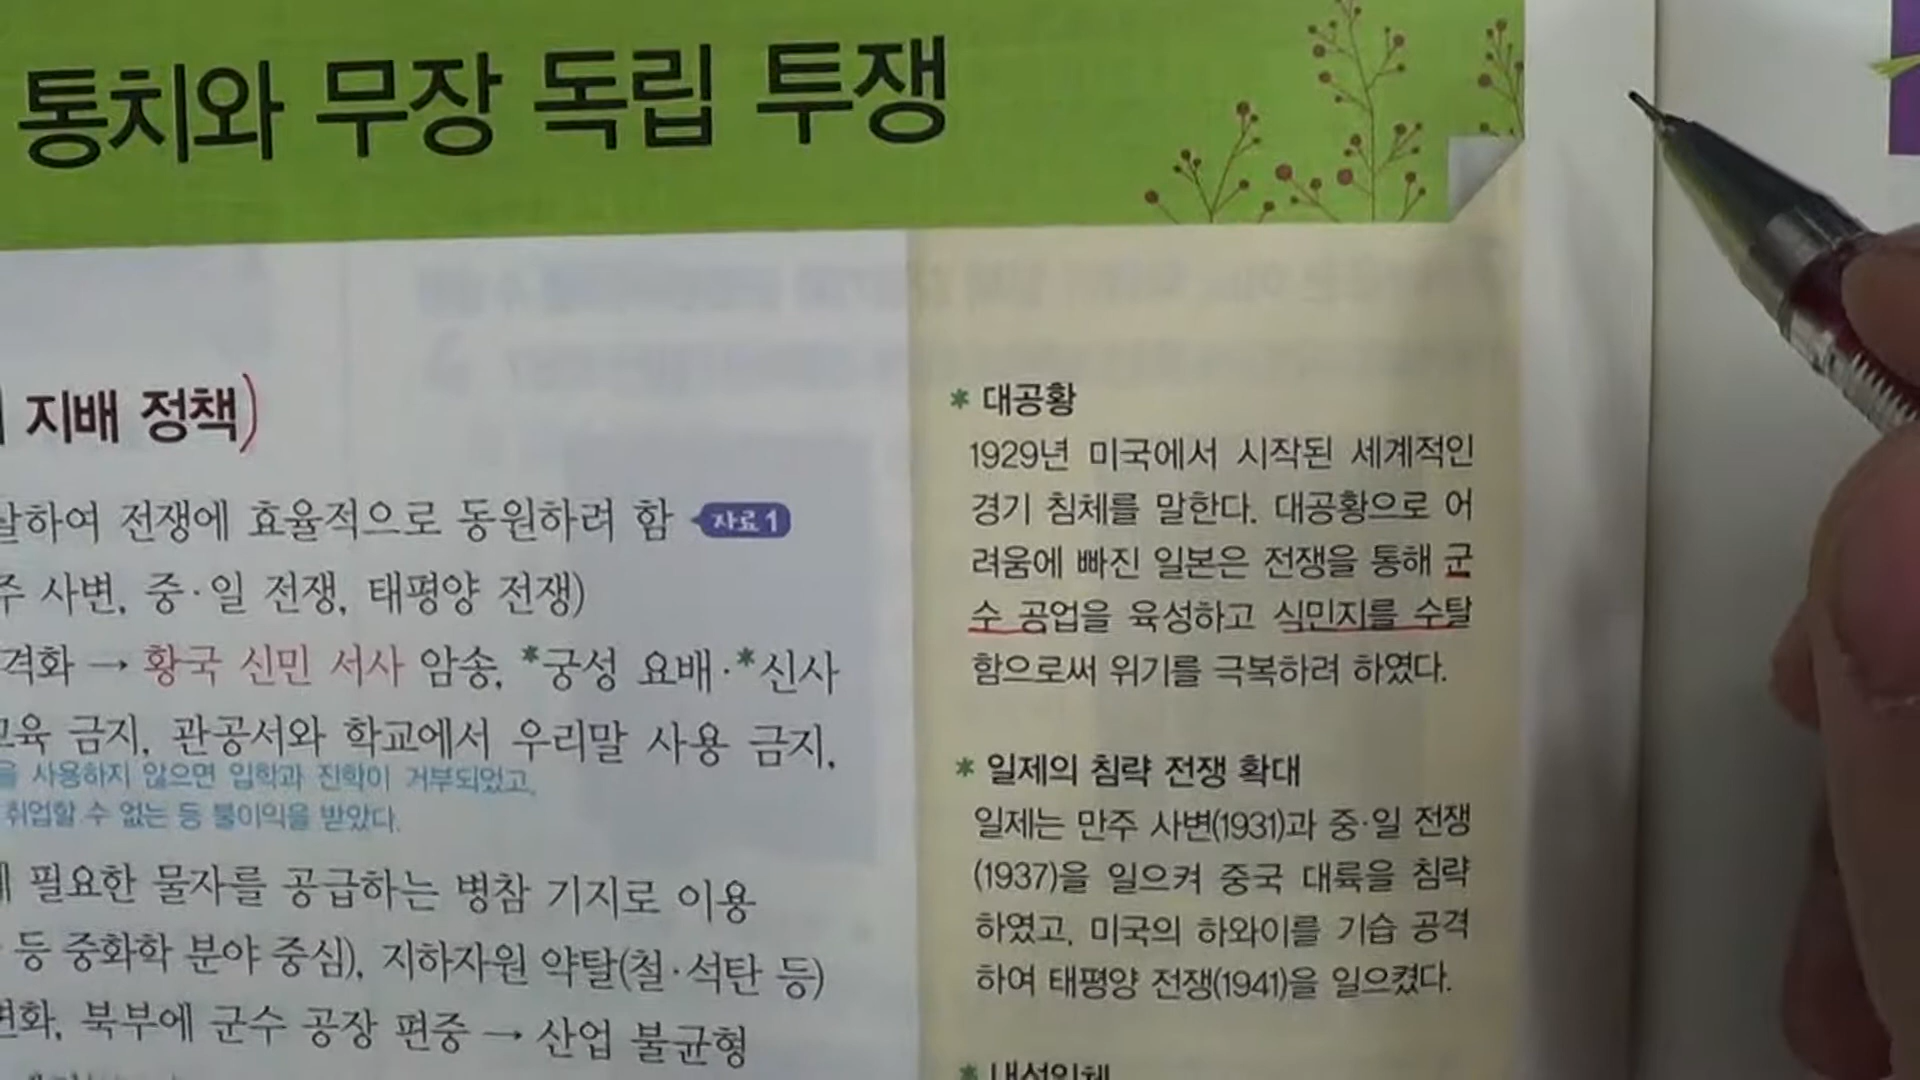 통치와 무장 독립 투쟁
지배 정책)
하여 전쟁에 효율적으로 동원하려 함 자료1
사변, 중·일 전쟁, 태평양 전쟁)
격화 → 황국 신민 서사 암송, *궁성 요배·*신사
금지, 관공서와 학교에서 우리말 사용 금지,
을 사용하지 않으면 입학과 진학이 거부되었고,
취업할 수 없는 등 불이익을 받았다.
필요한 물자를 공급하는 병참 기지로 이용
등 중화학 분야 중심), 지하자원 약탈(철·석탄 등)
변화, 북부에 군수 공장 편중 → 산업 불균형
* 대공황
1929년 미국에서 시작된 세계적인
경기 침체를 말한다. 대공황으로 어
려움에 빠진 일본은 전쟁을 통해 군
수 공업을 육성하고 식민지를 수탈
함으로써 위기를 극복하려 하였다.
* 일제의 침략 전쟁 확대
일제는 만주 사변(1931)과 중·일 전쟁
(1937)을 일으켜 중국 대륙을 침략
하였고, 미국의 하와이를 기습 공격
하여 태평양 전쟁(1941)을 일으켰다.
* 내선일체